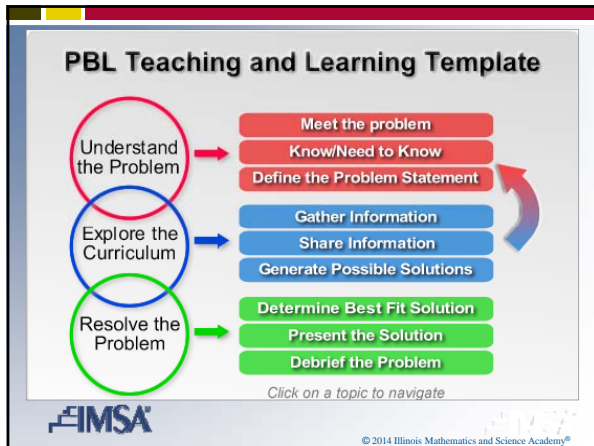 PBL Teaching and Learning Template
Understand
the Problem
Meet the problem
Know/Need to Know
Define the Problem Statement
Explore the
Curriculum
Gather Information
Share Information
Generate Possible Solutions
Resolve the
Problem
Determine Best Fit Solution
Present the Solution
Debrief the Problem
Click on a topic to navigate
IMSA®
© 2014 Illinois Mathematics and Science Academy®